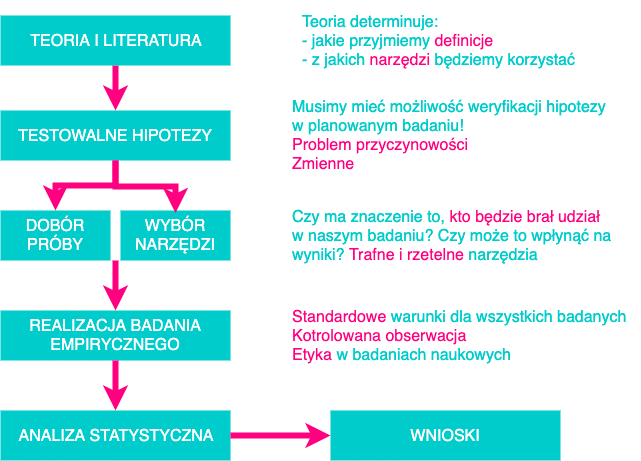 TEORIA I LITERATURA
Teoria determinuje:
- jakie przyjmiemy definicje
- z jakich narzędzi będziemy korzystać
TESTOWALNE HIPOTEZY
Musimy mieć możliwość weryfikacji hipotezy
w planowanym badaniu!
Problem przyczynowości
Zmienne
DOBÓR
PRÓBY
WYBÓR
NARZĘDZI
Czy ma znaczenie to, kto będzie brał udział
w naszym badaniu? Czy może to wpłynąć na
wyniki? Trafne i rzetelne narzędzia
REALIZACJA BADANIA
EMPIRYCZNEGO
Standardowe warunki dla wszystkich badanych
Kotrolowana obserwacja
Etyka w badaniach naukowych
ANALIZA STATYSTYCZNA
WNIOSKI